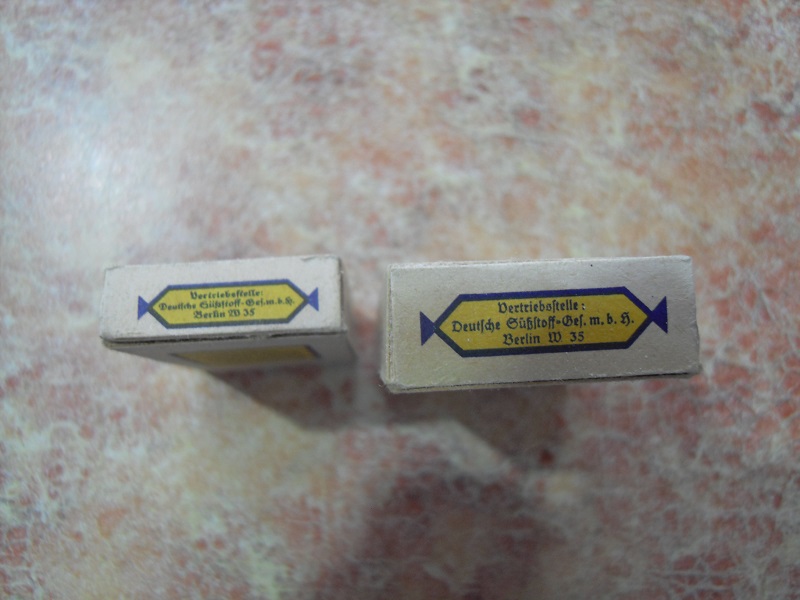 Vertriebsstelle:
Deutsche Süßstoff-Ges.m.b.H.
Berlin W 35
Vertriebsstelle:
Deutsche Süßstoff-Ges. m. b. H.
Berlin W 35